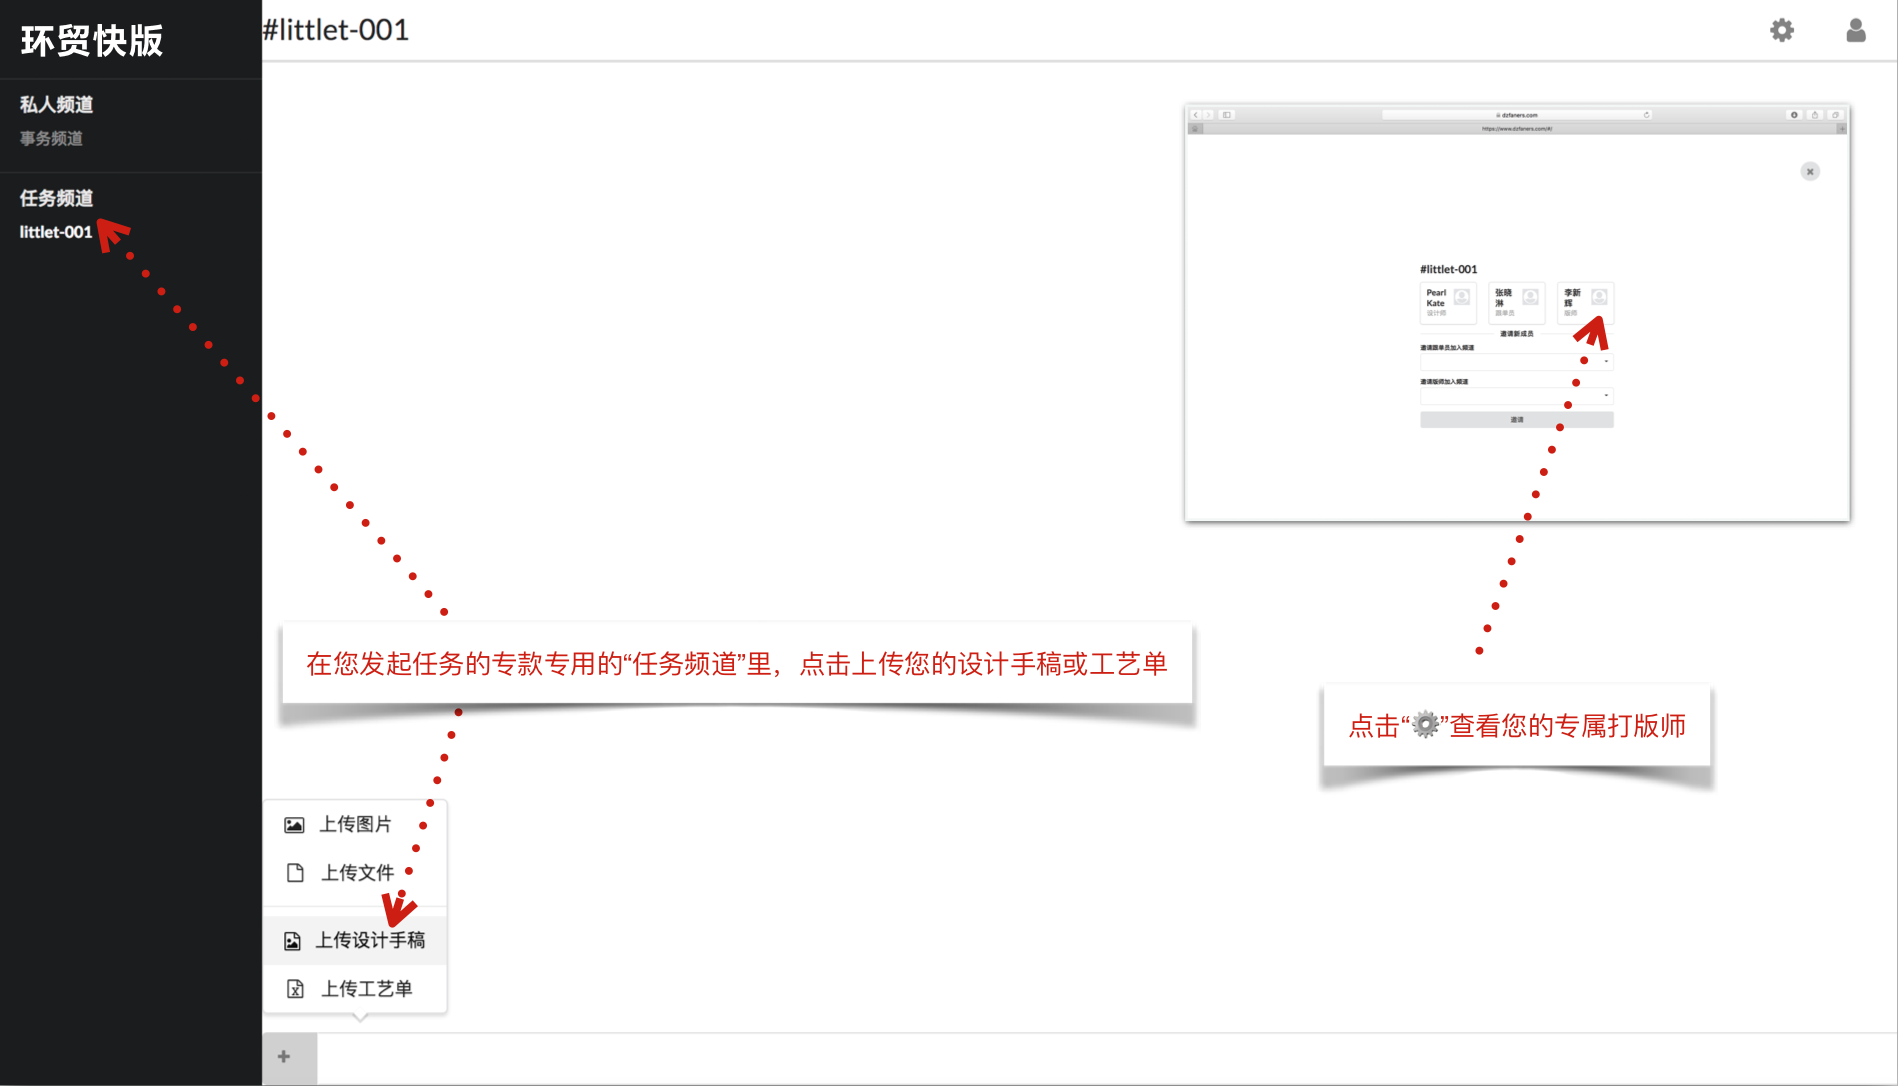 环贸快版
私人频道
事务频道
任务频道
littlet-001
#littlet-001
dzfaners.com
https://www.dzfaners.com/#/
#littlet-001
Pearl Kate
设计师
张晓淋
跟单员
李新辉
版师
邀请新成员
邀请跟单员加入频道
邀请版师加入频道
邀请
在您发起任务的专款专用的“任务频道”里，点击上传您的设计手稿或工艺单
点击“⚙”查看您的专属打版师
上传图片
上传文件
上传设计手稿
上传工艺单